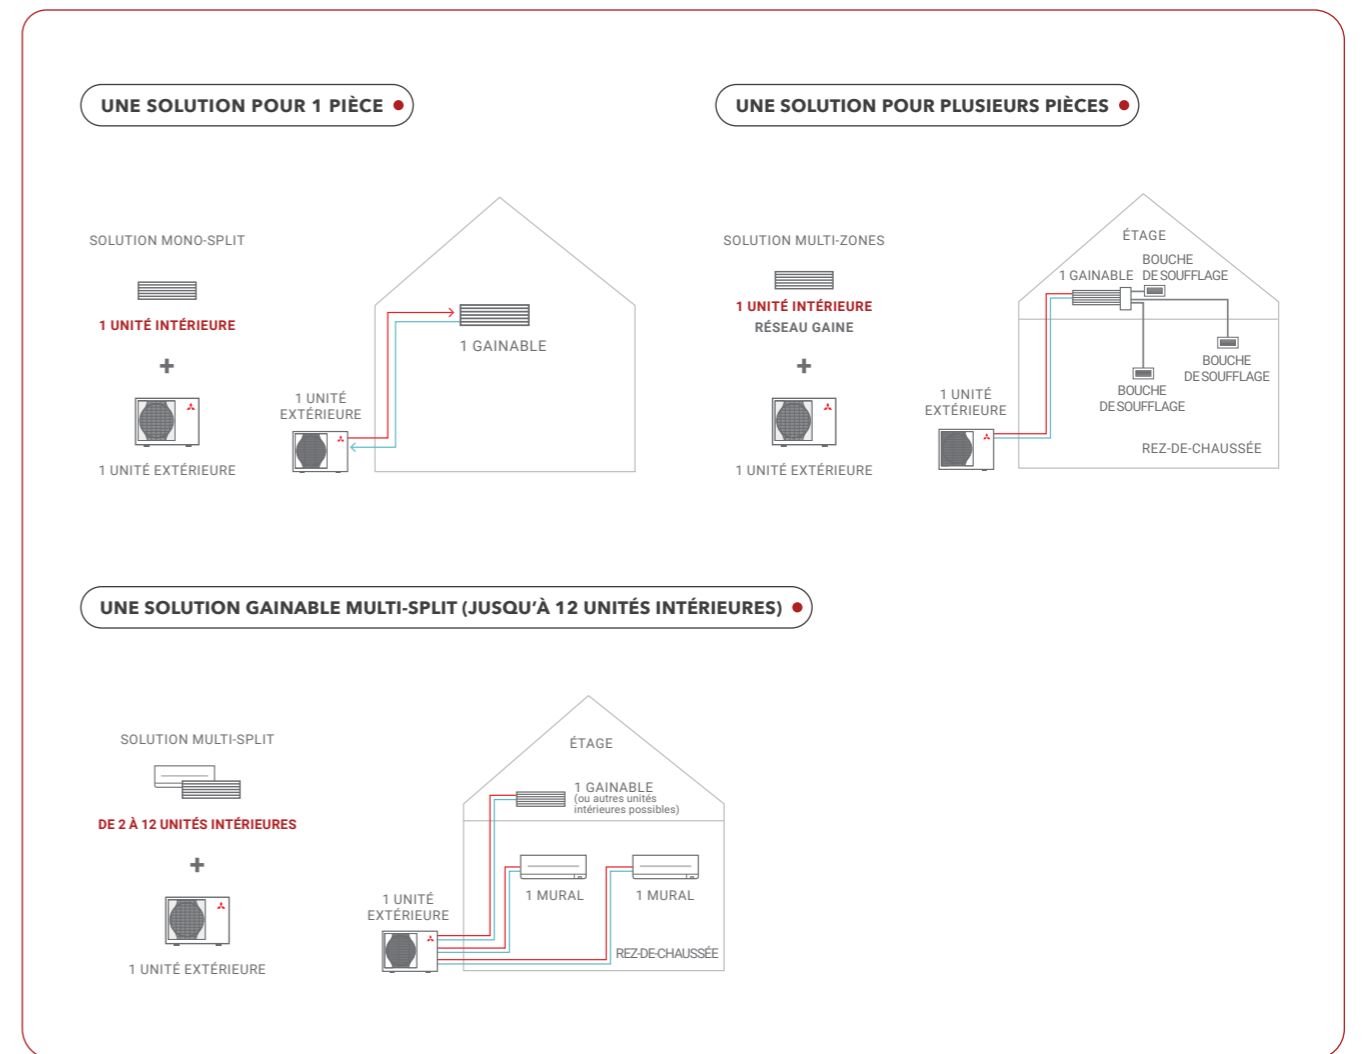 UNE SOLUTION POUR 1 PIÈCE
SOLUTION MONO-SPLIT
1 UNITÉ INTÉRIEURE
+
1 UNITÉ EXTÉRIEURE
1 UNITÉ
EXTÉRIEURE
1 GAINABLE
UNE SOLUTION POUR PLUSIEURS PIÈCES
SOLUTION MULTI-ZONES
1 UNITÉ INTÉRIEURE
RÉSEAU GAINE
+
1 UNITÉ EXTÉRIEURE
1 UNITÉ
EXTÉRIEURE
ÉTAGE
1 GAINABLE
BOUCHE
DE SOUFFLAGE
BOUCHE
DE SOUFFLAGE
BOUCHE
DE SOUFFLAGE
REZ-DE-CHAUSSÉE
UNE SOLUTION GAINABLE MULTI-SPLIT (JUSQU'À 12 UNITÉS INTÉRIEURES)
SOLUTION MULTI-SPLIT
DE 2 À 12 UNITÉS INTÉRIEURES
+
1 UNITÉ EXTÉRIEURE
1 UNITÉ
EXTÉRIEURE
ÉTAGE
1 GAINABLE
(ou autres unités
intérieures possibles)
1 MURAL
1 MURAL
REZ-DE-CHAUSSÉE